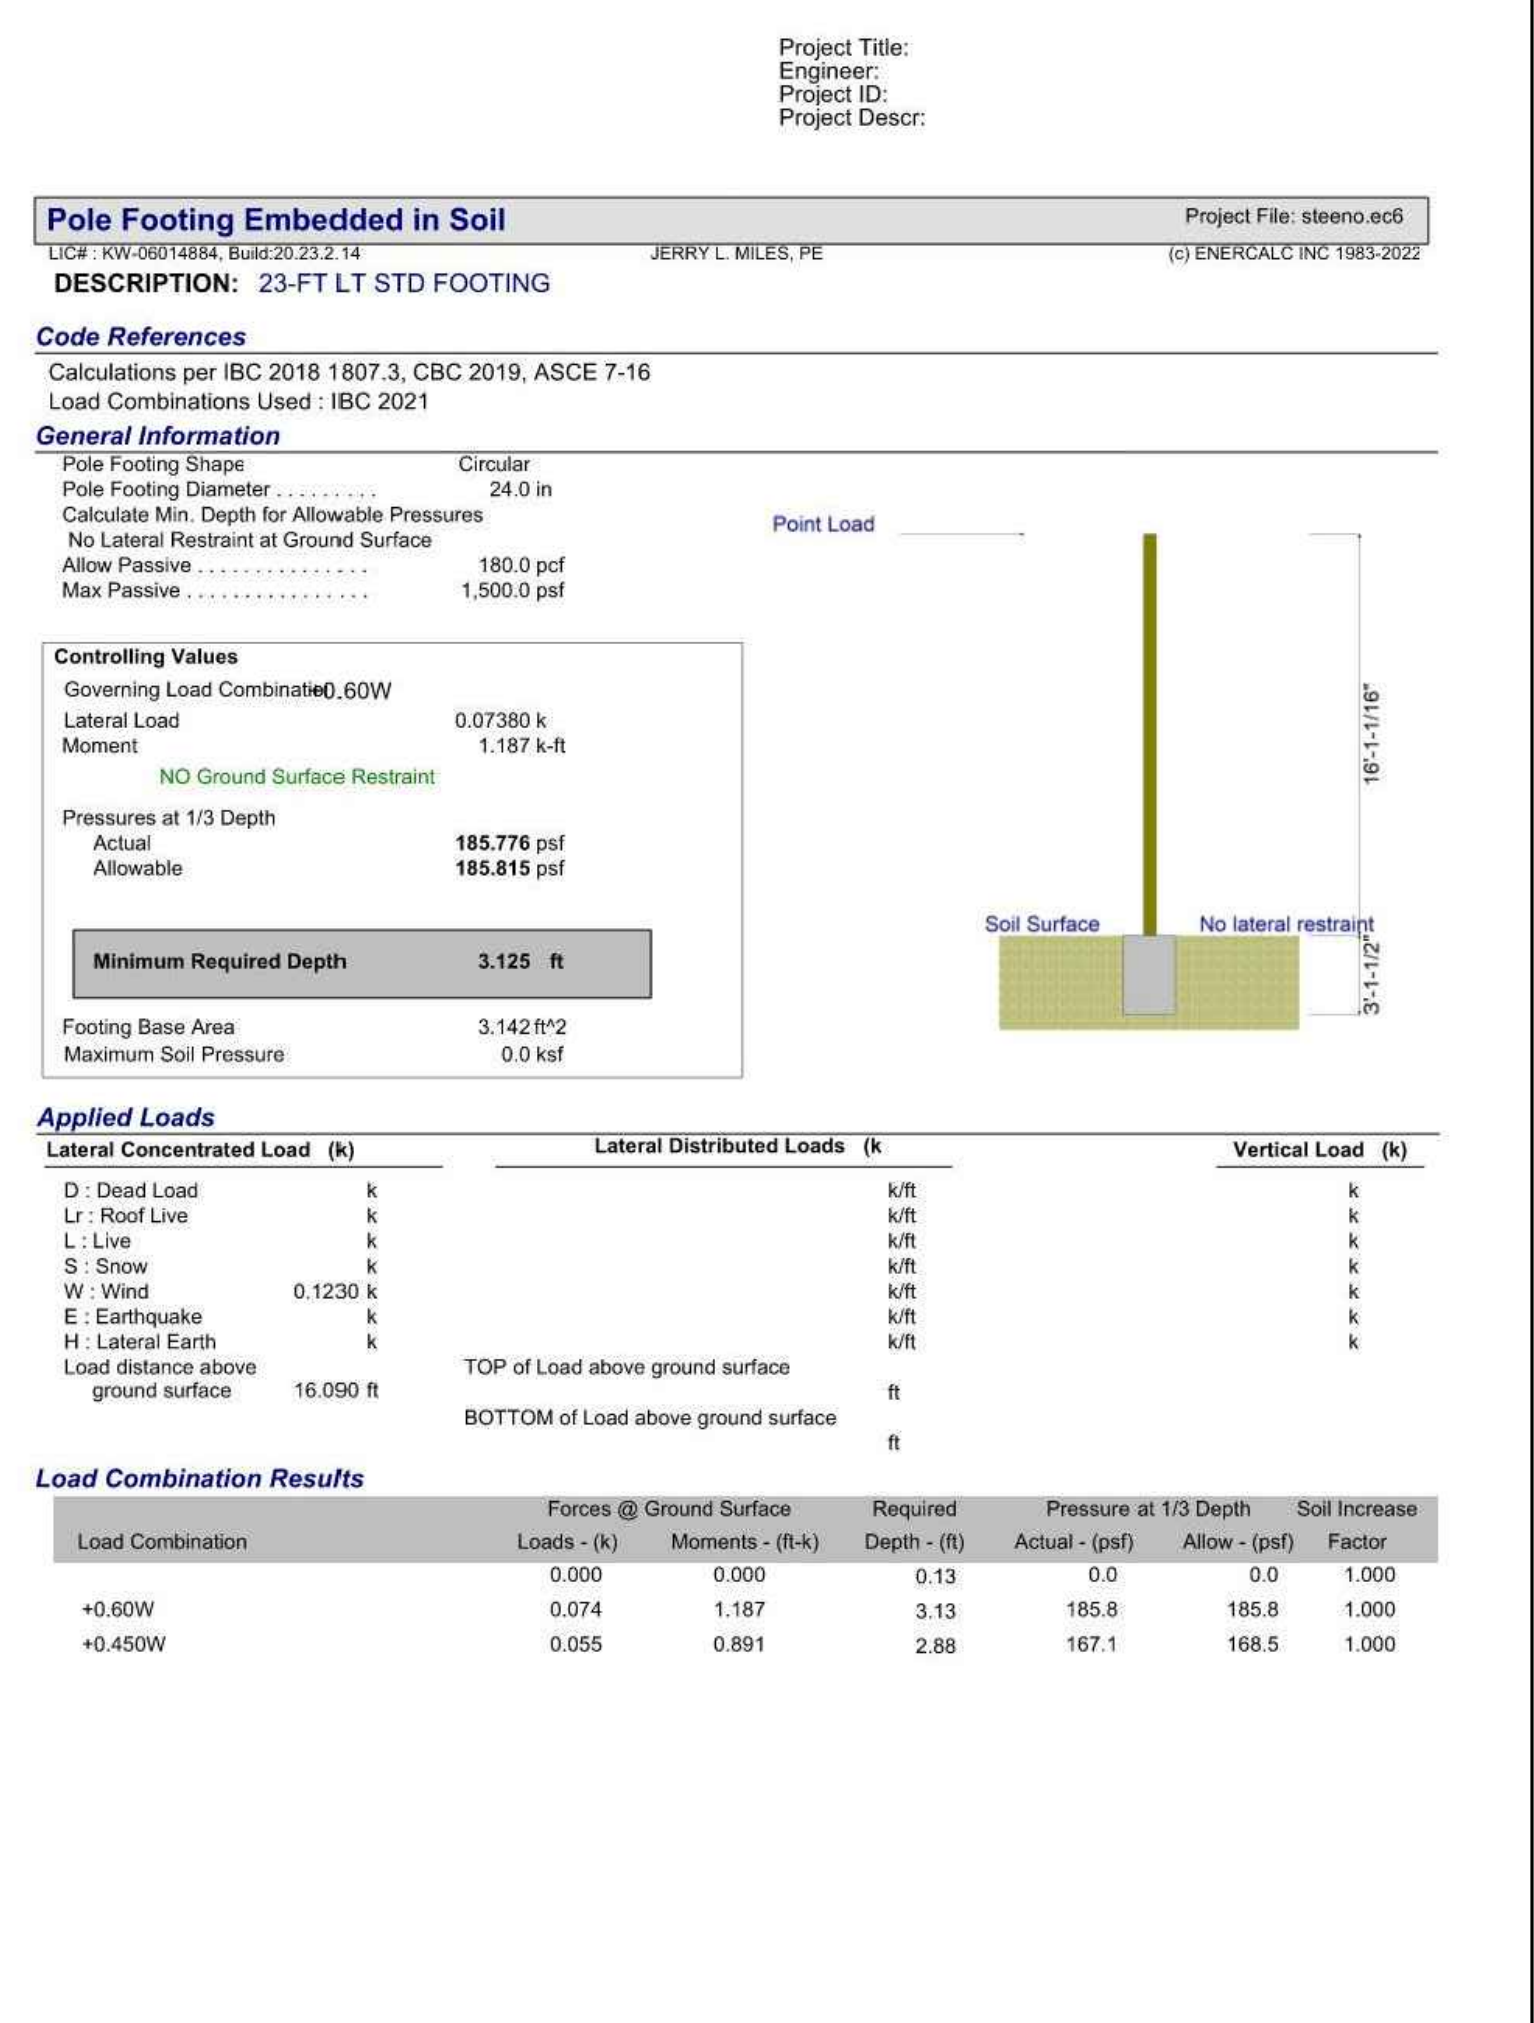 Project Title:
Engineer:
Project ID:
Project Descr:
Pole Footing Embedded in Soil Project File: steeno.ec6
LIC# : KW-06014884, Build:20.23.2.14 JERRY L. MILES, PE (c) ENERCALC INC 1983-2022
DESCRIPTION: 23-FT LT STD FOOTING
Code References
Calculations per IBC 2018 1807.3, CBC 2019, ASCE 7-16
Load Combinations Used : IBC 2021
General Information
Pole Footing Shape Circular
Pole Footing Diameter . . . . . . . . . 24.0 in
Calculate Min. Depth for Allowable Pressures
No Lateral Restraint at Ground Surface
Allow Passive . . . . . . . . . . . . . . . 180.0 pcf
Max Passive . . . . . . . . . . . . . . . . 1,500.0 psf
Point Load
16'-1-1/16"
Soil Surface No lateral restraint
3'-1-1/2"
Controlling Values
Governing Load Combination +0.60W
Lateral Load 0.07380 k
Moment 1.187 k-ft
NO Ground Surface Restraint
Pressures at 1/3 Depth
Actual 185.776 psf
Allowable 185.815 psf
Minimum Required Depth 3.125 ft
Footing Base Area 3.142 ft^2
Maximum Soil Pressure 0.0 ksf
Applied Loads
Lateral Concentrated Load (k) Lateral Distributed Loads (k Vertical Load (k)
D : Dead Load k k/ft k
Lr : Roof Live k k/ft k
L : Live k k/ft k
S : Snow k k/ft k
W : Wind 0.1230 k k/ft k
E : Earthquake k k/ft k
H : Lateral Earth k k/ft k
Load distance above TOP of Load above ground surface
ground surface 16.090 ft ft
BOTTOM of Load above ground surface
ft
Load Combination Results
Forces @ Ground Surface Required Pressure at 1/3 Depth Soil Increase
Load Combination Loads - (k) Moments - (ft-k) Depth - (ft) Actual - (psf) Allow - (psf) Factor
0.000 0.000 0.13 0.0 0.0 1.000
+0.60W 0.074 1.187 3.13 185.8 185.8 1.000
+0.450W 0.055 0.891 2.88 167.1 168.5 1.000